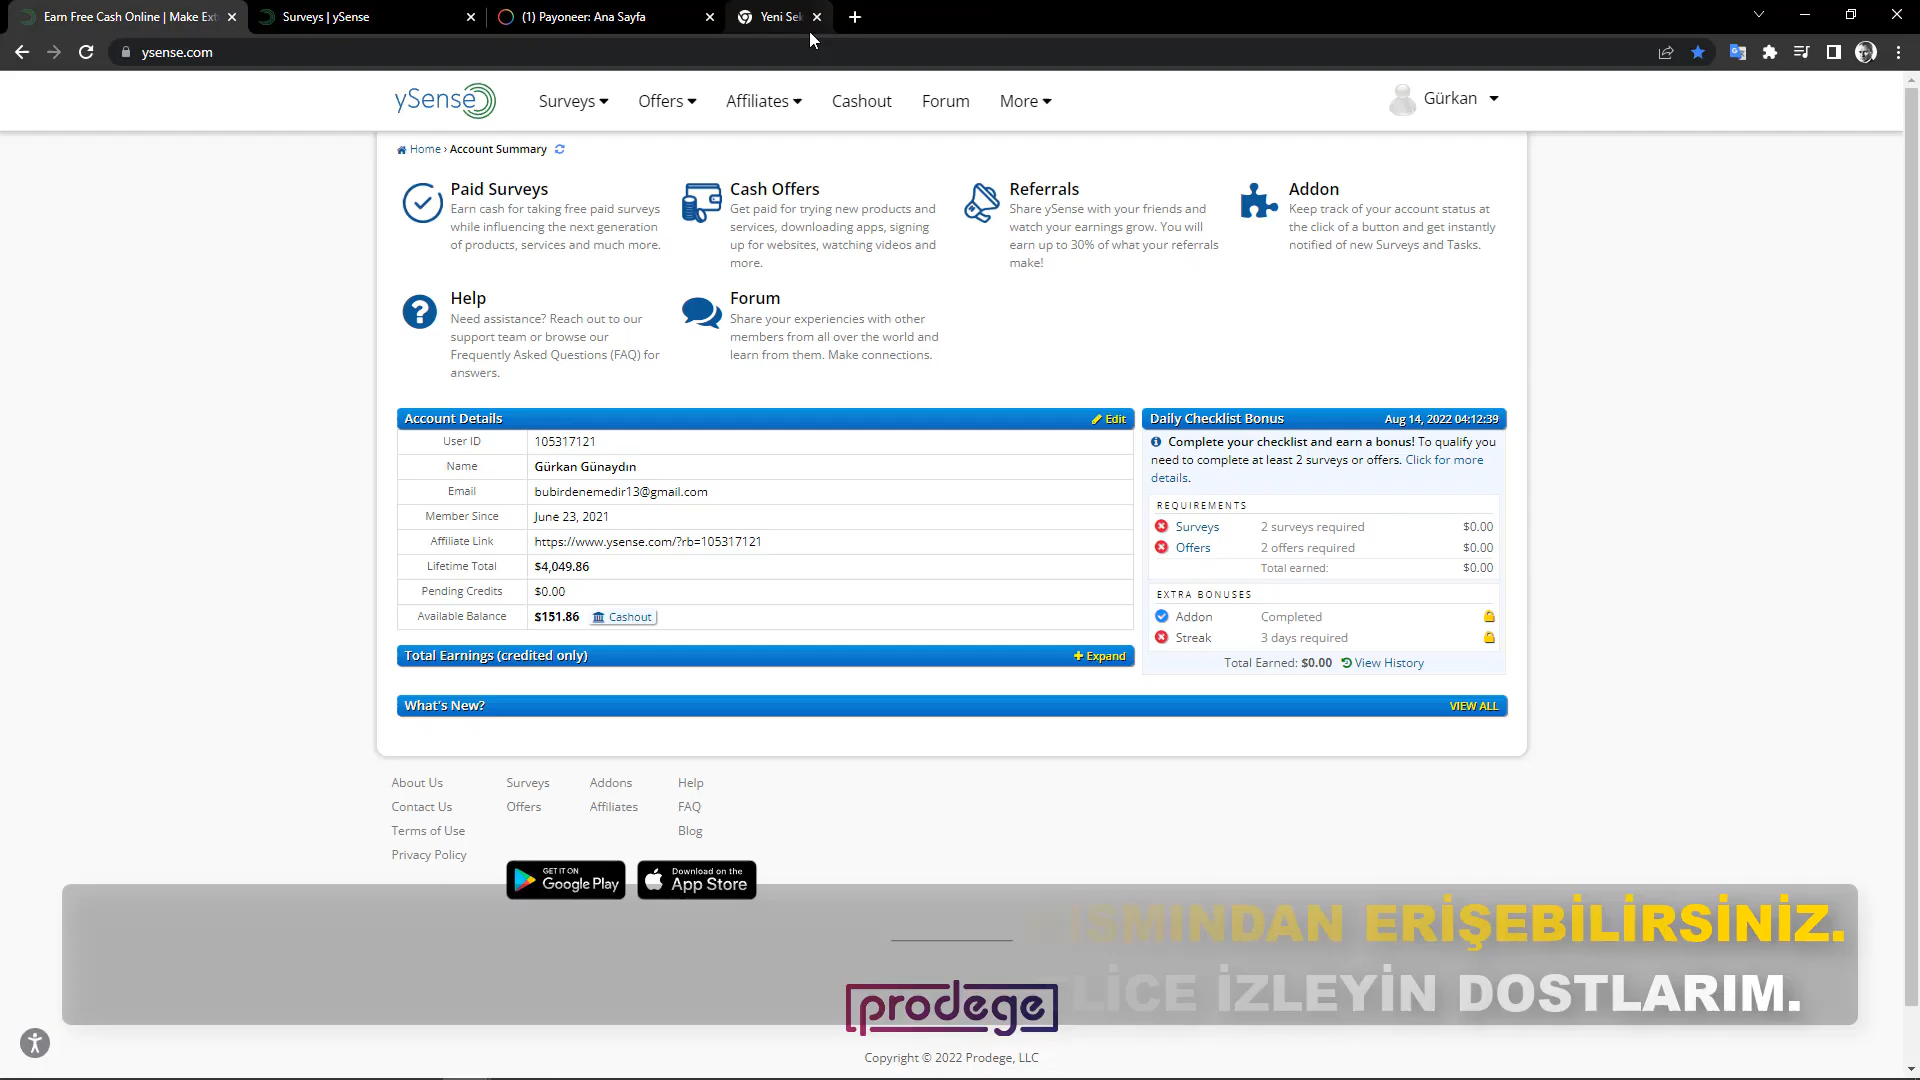 Earn Free Cash Online | Make Ext
Surveys | ySense
(1) Payoneer: Ana Sayfa
Yeni Sek
ysense.com
ySense
Surveys
Offers
Affiliates
Cashout
Forum
More
Gürkan
Home › Account Summary
Paid Surveys
Earn cash for taking free paid surveys
while influencing the next generation
of products, services and much more.
Cash Offers
Get paid for trying new products and
services, downloading apps, signing
up for websites, watching videos and
more.
Referrals
Share ySense with your friends and
watch your earnings grow. You will
earn up to 30% of what your referrals
make!
Addon
Keep track of your account status at
the click of a button and get instantly
notified of new Surveys and Tasks.
Help
Need assistance? Reach out to our
support team or browse our
Frequently Asked Questions (FAQ) for
answers.
Forum
Share your experiences with other
members from all over the world and
learn from them. Make connections.
Account Details
Edit
User ID 105317121
Name Gürkan Günaydın
Email bubirdenemedir13@gmail.com
Member Since June 23, 2021
Affiliate Link https://www.ysense.com/?rb=105317121
Lifetime Total $4,049.86
Pending Credits $0.00
Available Balance $151.86 Cashout
Total Earnings (credited only)
+ Expand
Daily Checklist Bonus Aug 14, 2022 04:12:39
Complete your checklist and earn a bonus! To qualify you
need to complete at least 2 surveys or offers. Click for more
details.
REQUIREMENTS
Surveys 2 surveys required $0.00
Offers 2 offers required $0.00
Total earned: $0.00
EXTRA BONUSES
Addon Completed
Streak 3 days required
Total Earned: $0.00 View History
What's New?
VIEW ALL
About Us
Contact Us
Terms of Use
Privacy Policy
Surveys
Offers
Addons
Affiliates
Help
FAQ
Blog
GET IT ON
Google Play
Download on the
App Store
ISMINDAN ERİŞEBİLİRSİNİZ.
LİCE İZLEYİN DOSTLARIM.
prodege
Copyright © 2022 Prodege, LLC